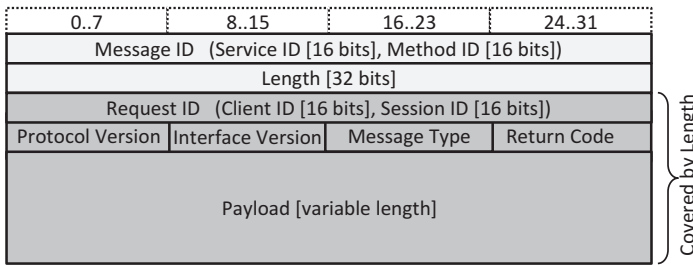 0..7 8..15 16..23 24..31
Message ID (Service ID [16 bits], Method ID [16 bits])
Length [32 bits]
Request ID (Client ID [16 bits], Session ID [16 bits])
Protocol Version Interface Version Message Type Return Code
Payload [variable length]
Covered by Length